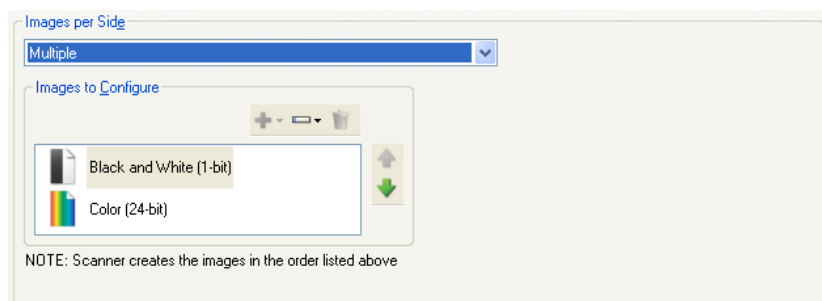 Images per Side
Multiple
Images to Configure
Black and White (1-bit)
Color (24-bit)
NOTE: Scanner creates the images in the order listed above